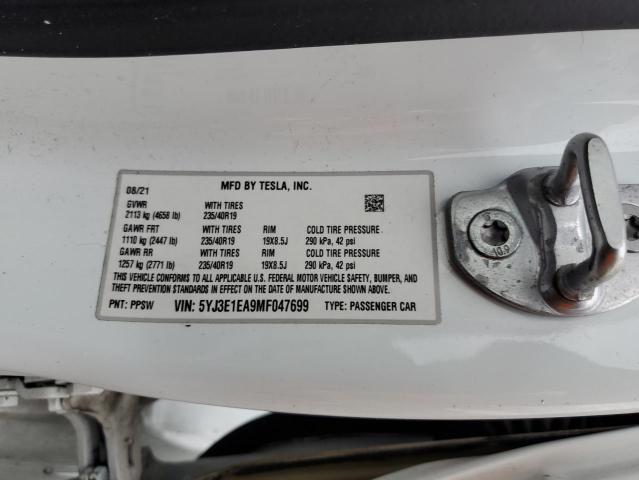 08/21 MFD BY TESLA, INC.
GVWR WITH TIRES
2113 kg (4658 lb) 235/40R19
GAWR FRT WITH TIRES RIM COLD TIRE PRESSURE
1110 kg (2447 lb) 235/40R19 19X8.5J 290 kPa, 42 psi
GAWR RR WITH TIRES RIM COLD TIRE PRESSURE
1257 kg (2771 lb) 235/40R19 19X8.5J 290 kPa, 42 psi
THIS VEHICLE CONFORMS TO ALL APPLICABLE U.S. FEDERAL MOTOR VEHICLE SAFETY, BUMPER, AND
THEFT PREVENTION STANDARDS IN EFFECT ON THE DATE OF MANUFACTURE SHOWN ABOVE.
PNT: PPSW VIN: 5YJ3E1EA9MF047699 TYPE: PASSENGER CAR
10.9